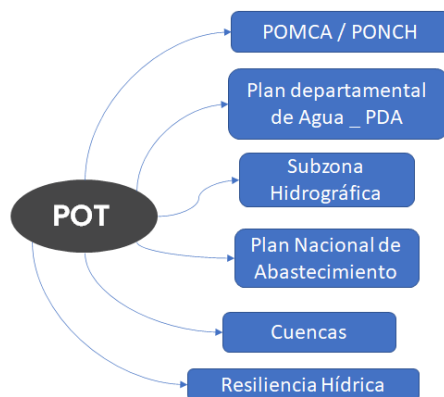 POMCA / PONCH
Plan departamental
de Agua _ PDA
Subzona
Hidrográfica
POT
Plan Nacional de
Abastecimiento
Cuencas
Resiliencia Hídrica